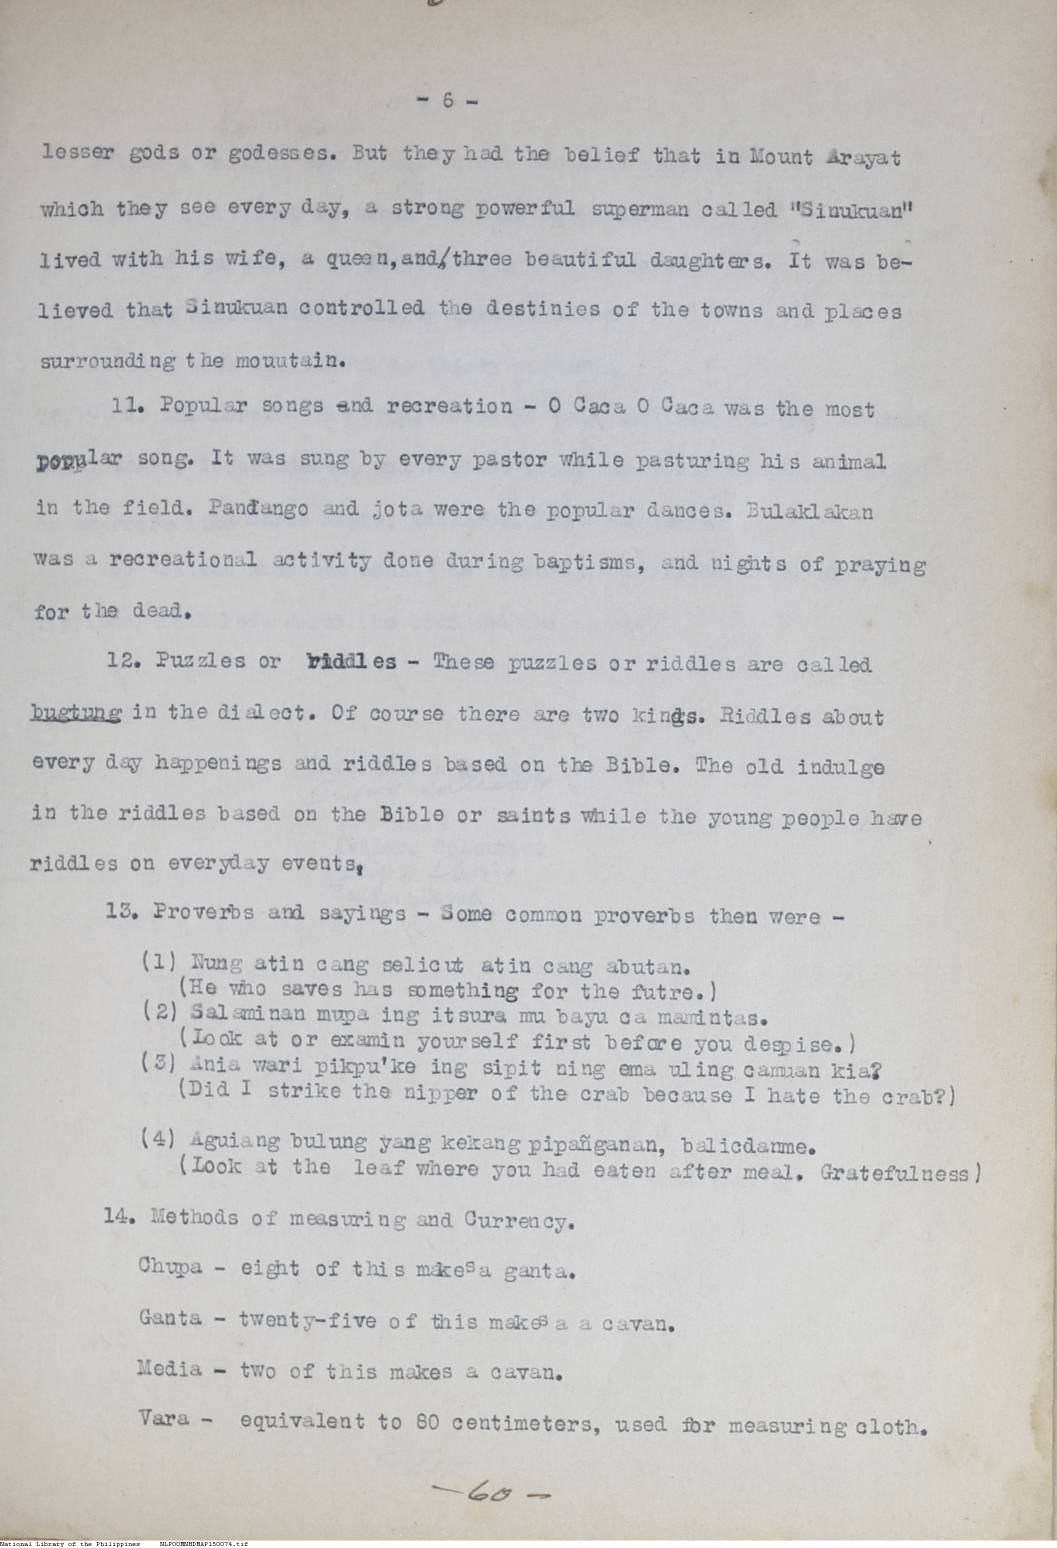 - 6 -
lesser gods or godesses. But they had the belief that in Mount Arayat
which they see every day, a strong powerful superman called "Sinukuan"
lived with his wife, a queen,and/three beautiful daughters. It was be-
lieved that Sinukuan controlled the destinies of the towns and places
surrounding the mouutain.
11. Popular songs and recreation - O Caca O Caca was the most
popular song. It was sung by every pastor while pasturing his animal
in the field. Pandango and jota were the popular dances. Bulaklakan
was a recreational activity done during baptisms, and nights of praying
for the dead.
12. Puzzles or riddles - These puzzles or riddles are called
bugtung in the dialect. Of course there are two kinds. Riddles about
every day happenings and riddles based on the Bible. The old indulge
in the riddles based on the Bible or saints while the young people have
riddles on everyday events,
13. Proverbs and sayings - Some common proverbs then were -
(1) Nung atin cang selicut atin cang abutan.
(He who saves has something for the futre.)
(2) Salaminan mupa ing itsura mu bayu ca mamintas.
(Look at or examin yourself first before you despise.)
(3) Ania wari pikpu'ke ing sipit ning ema uling camuan kia?
(Did I strike the nipper of the crab because I hate the crab?)
(4) Aguiang bulung yang kekang pipañganan, balicdanme.
(Look at the leaf where you had eaten after meal. Gratefulness)
14. Methods of measuring and Currency.
Chupa - eight of this makes a ganta.
Ganta - twenty-five of this makes a a cavan.
Media - two of this makes a cavan.
Vara - equivalent to 80 centimeters, used for measuring cloth.
- 60 -
National Library of the Philippines NLPOOMNHDHAP150074.tif